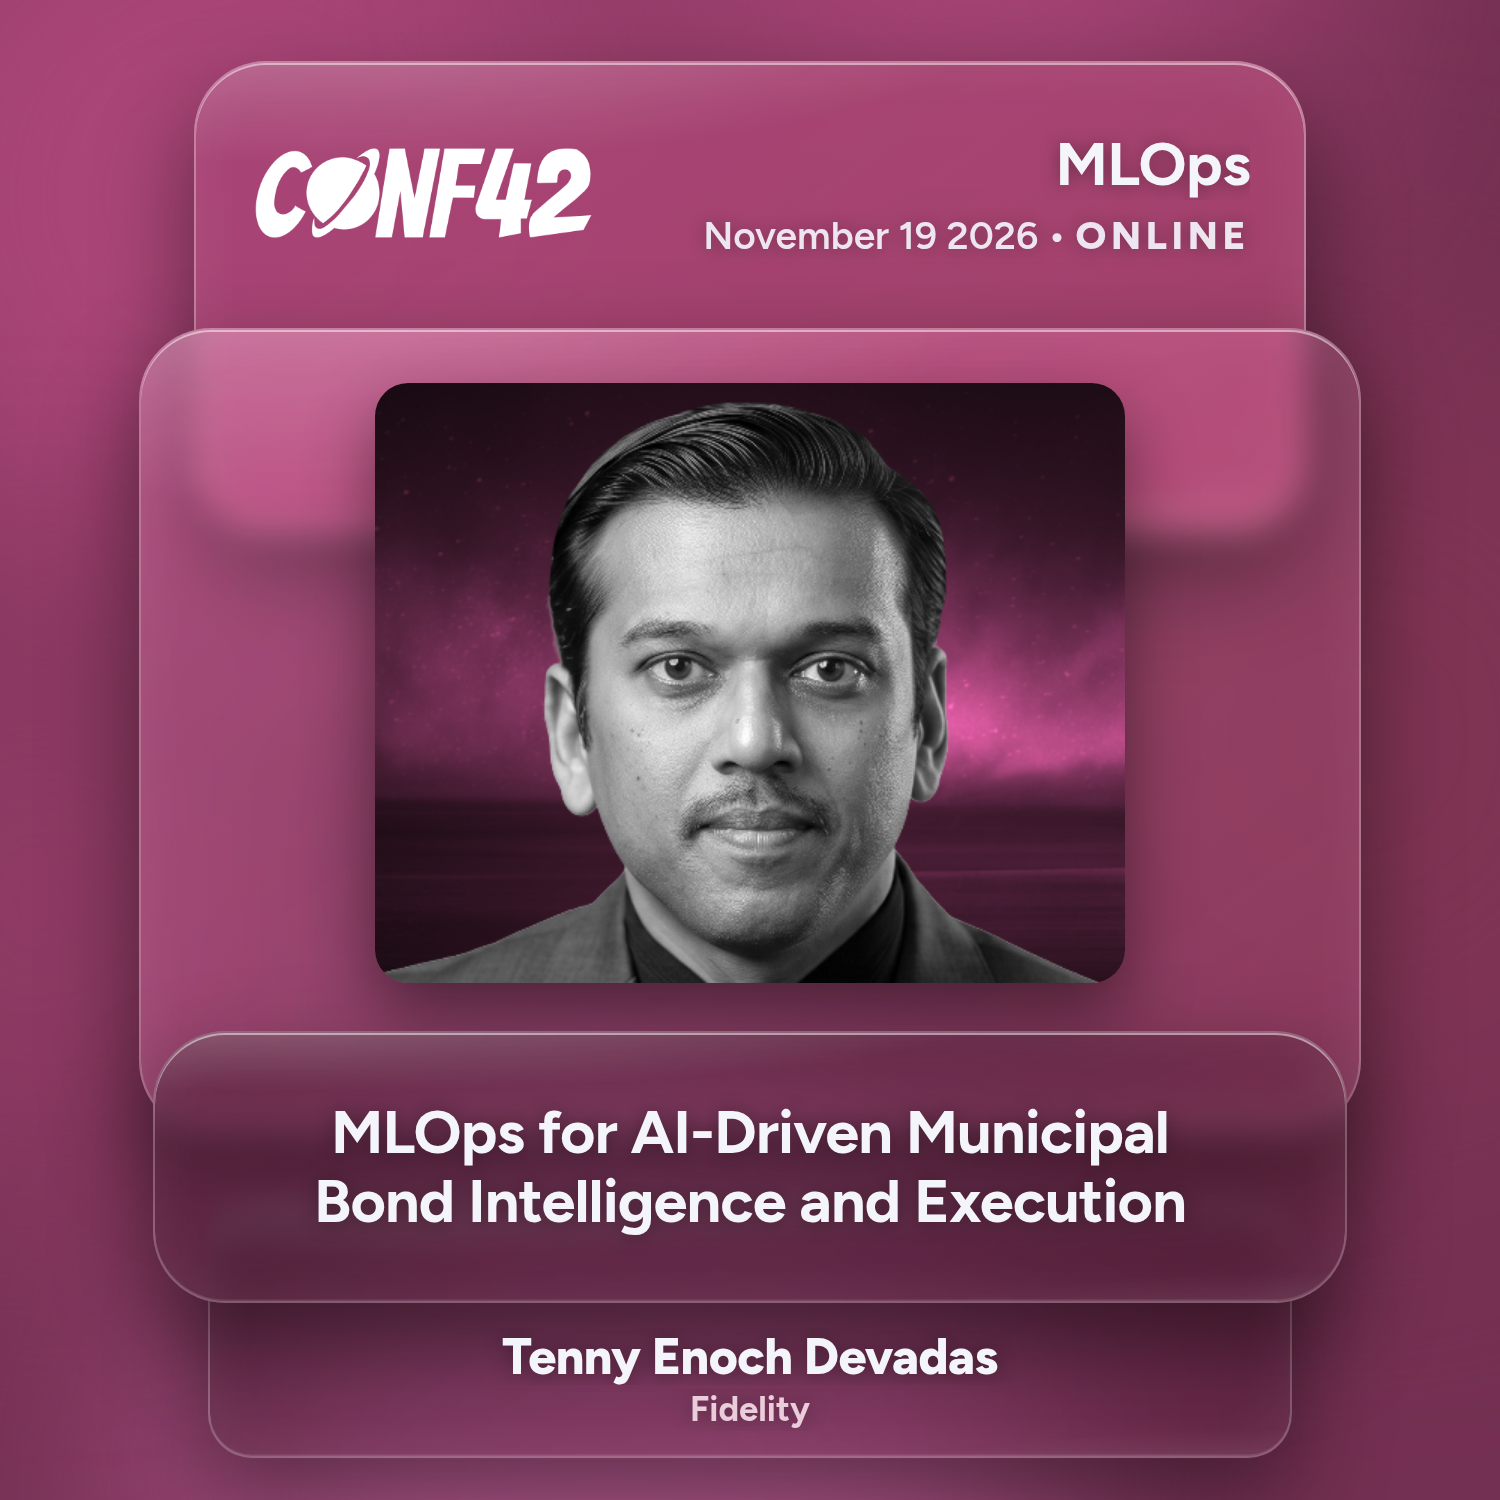 CONF42
MLOps
November 19 2026 • ONLINE
MLOps for AI-Driven Municipal
Bond Intelligence and Execution
Tenny Enoch Devadas
Fidelity